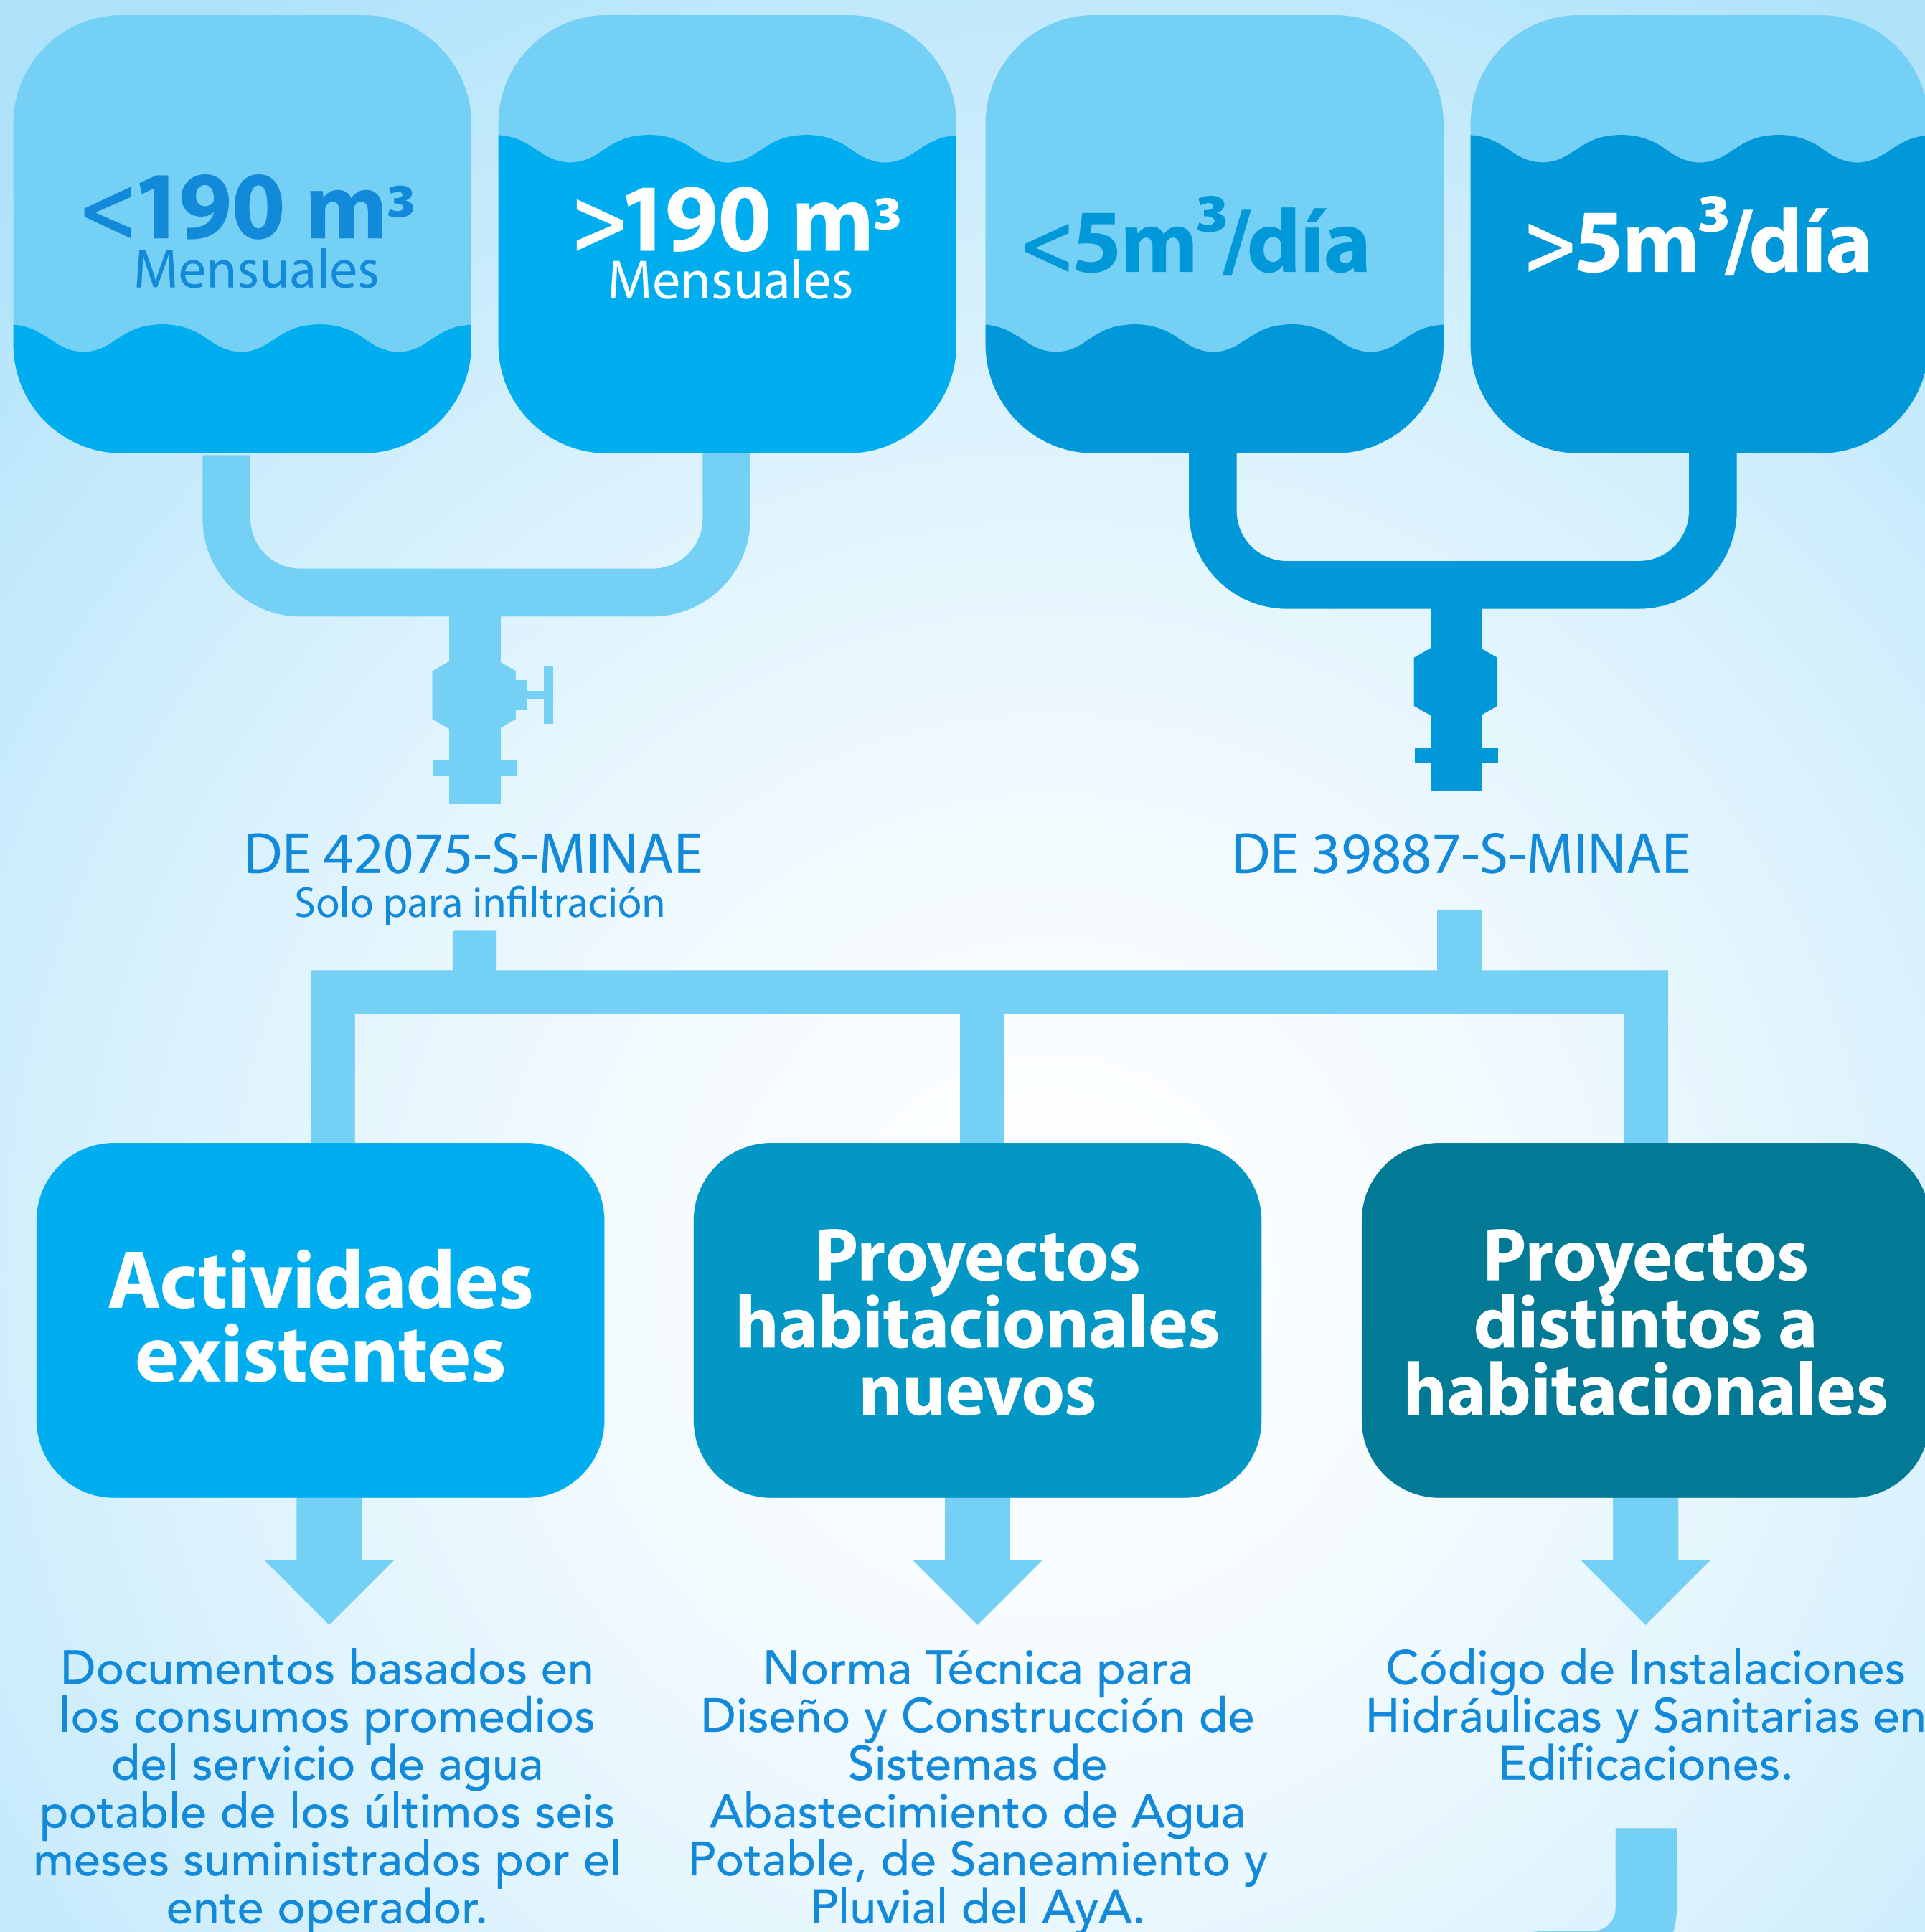 <190 m³
Mensuales
>190 m³
Mensuales
<5m³/día
>5m³/día
DE 42075-S-MINAE
Solo para infiltración
DE 39887-S-MINAE
Actividades
existentes
Proyectos
habitacionales
nuevos
Proyectos
distintos a
habitacionales
Documentos basados en
los consumos promedios
del servicio de agua
potable de los últimos seis
meses suministrados por el
ente operador.
Norma Técnica para
Diseño y Construcción de
Sistemas de
Abastecimiento de Agua
Potable, de Saneamiento y
Pluvial del AyA.
Código de Instalaciones
Hidráulicas y Sanitarias en
Edificaciones.